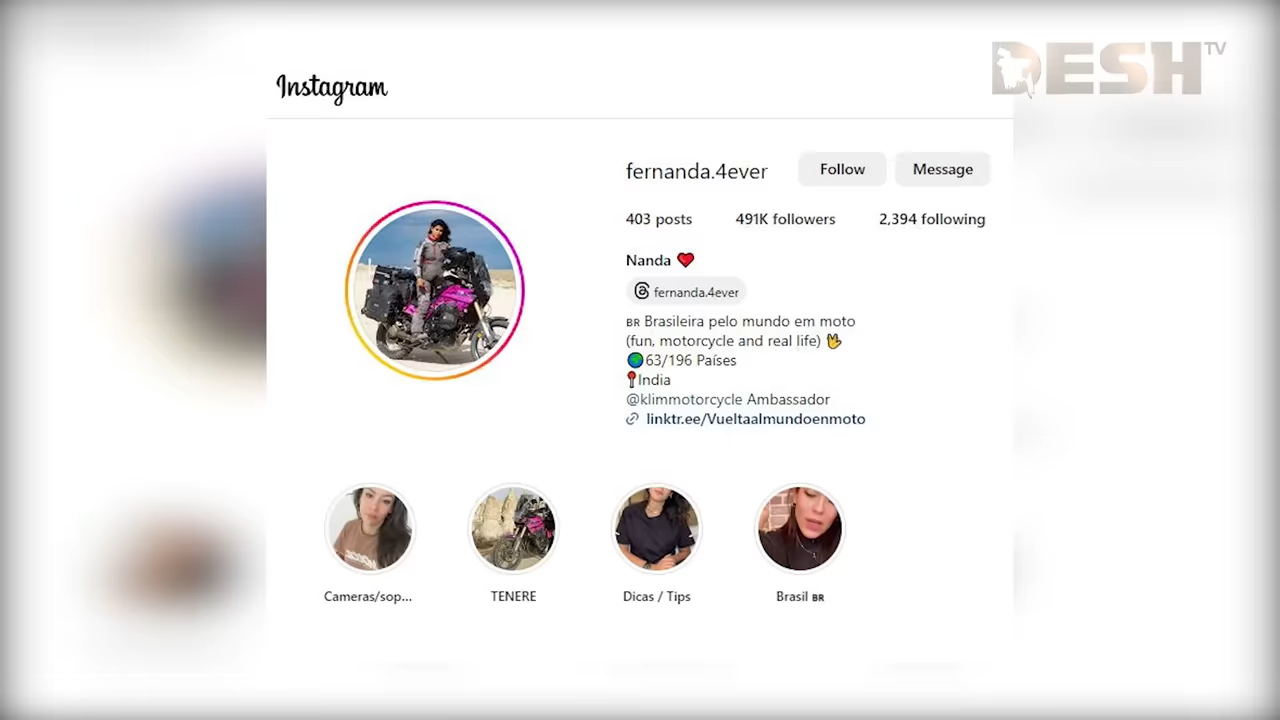 DESH TV
Instagram
fernanda.4ever Follow Message
403 posts 491K followers 2,394 following
Nanda ❤️
fernanda.4ever
BR Brasileira pelo mundo em moto
(fun, motorcycle and real life) 🤟
🌍63/196 Países
📍India
@klimmotorcycle Ambassador
linktr.ee/Vueltaalmundoenmoto
Cameras/sop... TENERE Dicas / Tips Brasil BR